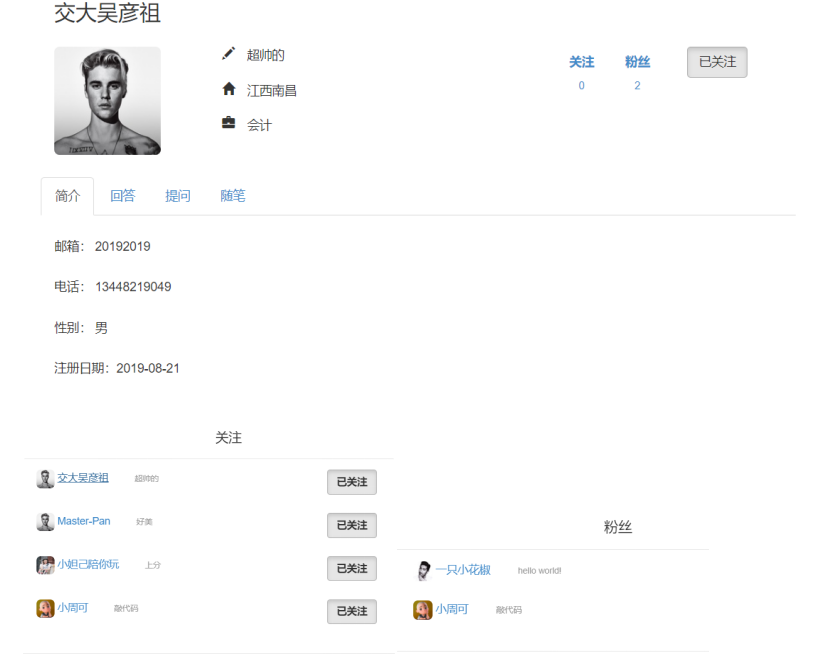 交大吴彦祖
超帅的
关注 粉丝 已关注
0 2
江西南昌
会计
简介 回答 提问 随笔
邮箱： 20192019
电话： 13448219049
性别： 男
注册日期：2019-08-21
关注
交大吴彦祖 超帅的 已关注
Master-Pan 好美 已关注
小妲己陪你玩 上分 已关注
小周可 敲代码 已关注
粉丝
一只小花椒 hello world!
小周可 敲代码